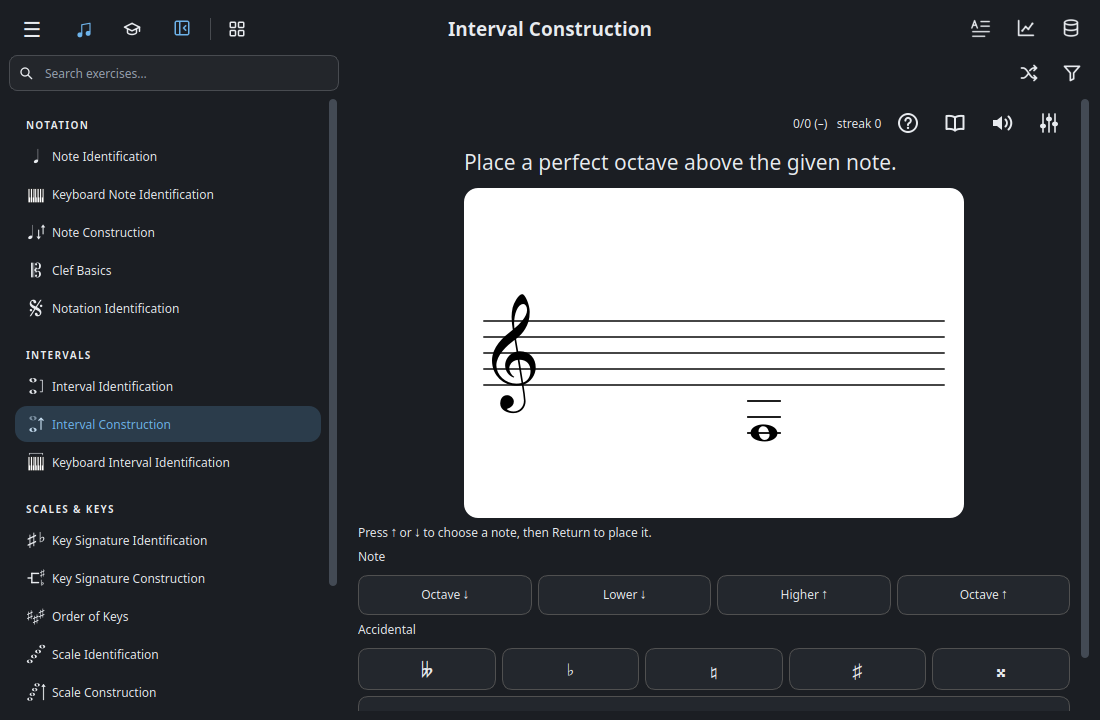 Interval Construction
Search exercises...
NOTATION
Note Identification
Keyboard Note Identification
Note Construction
Clef Basics
Notation Identification
INTERVALS
Interval Identification
Interval Construction
Keyboard Interval Identification
SCALES & KEYS
Key Signature Identification
Key Signature Construction
Order of Keys
Scale Identification
Scale Construction
0/0 (–) streak 0
Place a perfect octave above the given note.
Press ↑ or ↓ to choose a note, then Return to place it.
Note
Octave ↓ Lower ↓ Higher ↑ Octave ↑
Accidental
𝄫 ♭ ♮ ♯ 𝄪